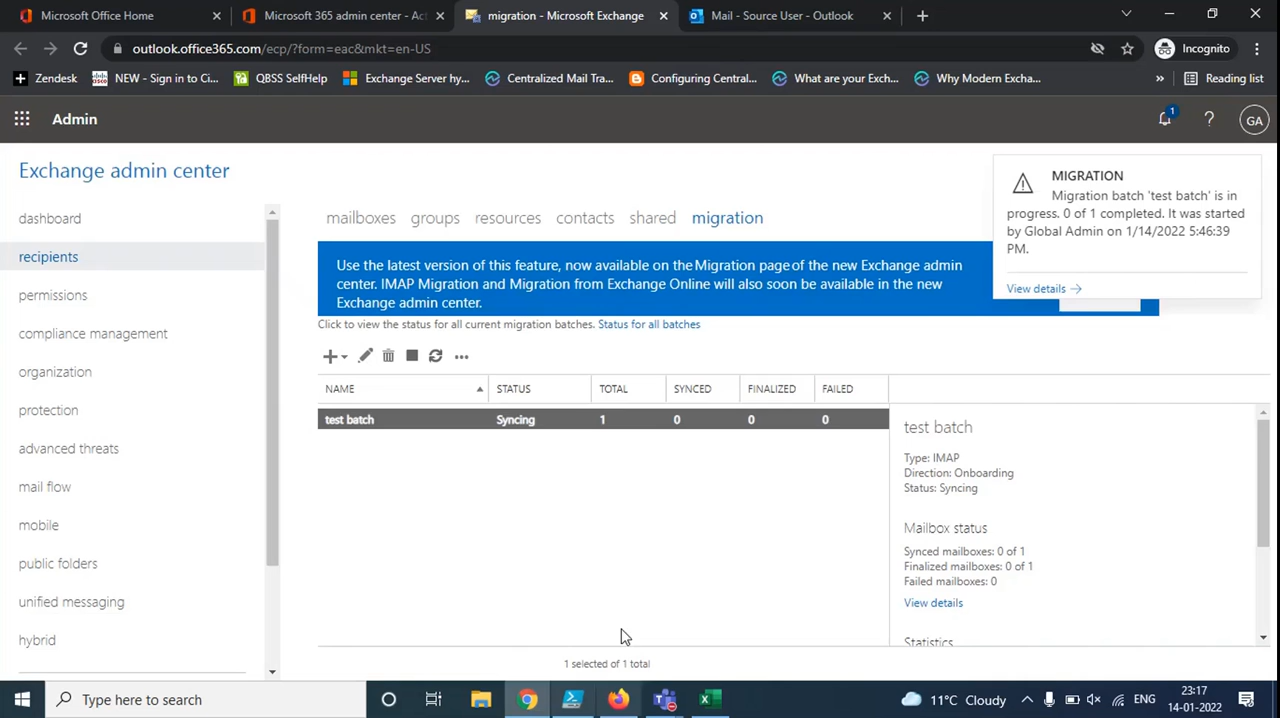 Microsoft Office Home
Microsoft 365 admin center - Act
migration - Microsoft Exchange
Mail - Source User - Outlook
outlook.office365.com/ecp/?form=eac&mkt=en-US
Incognito
Zendesk
NEW - Sign in to Ci...
QBSS SelfHelp
Exchange Server hy...
Centralized Mail Tra...
Configuring Central...
What are your Exch...
Why Modern Excha...
»
Reading list
Admin
1
?
GA
Exchange admin center
dashboard
recipients
permissions
compliance management
organization
protection
advanced threats
mail flow
mobile
public folders
unified messaging
hybrid
mailboxes groups resources contacts shared migration
Use the latest version of this feature, now available on the Migration page of the new Exchange admin
center. IMAP Migration and Migration from Exchange Online will also soon be available in the new
Exchange admin center.
MIGRATION
Migration batch 'test batch' is in
progress. 0 of 1 completed. It was started
by Global Admin on 1/14/2022 5:46:39
PM.
View details
Click to view the status for all current migration batches. Status for all batches
NAME STATUS TOTAL SYNCED FINALIZED FAILED
test batch Syncing 1 0 0 0
test batch
Type: IMAP
Direction: Onboarding
Status: Syncing
Mailbox status
Synced mailboxes: 0 of 1
Finalized mailboxes: 0 of 1
Failed mailboxes: 0
View details
Statistics
1 selected of 1 total
Type here to search
11°C Cloudy
ENG
23:17
14-01-2022